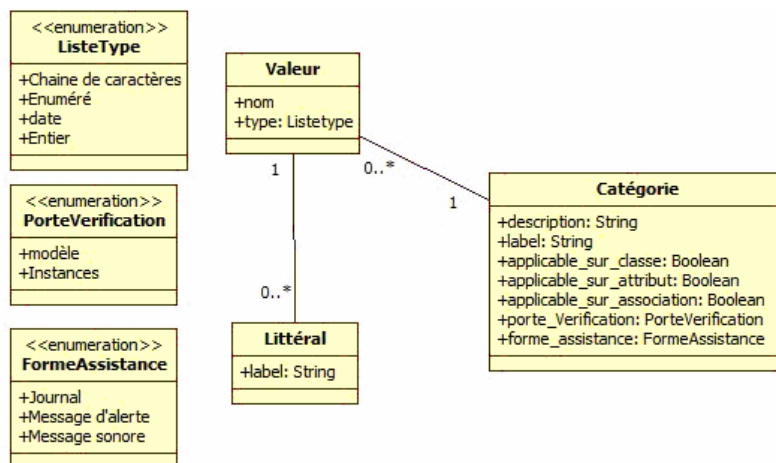 <<enumeration>>
ListeType
+Chaine de caractères
+Enuméré
+date
+Entier
Valeur
+nom
+type: Listetype
1
0..*
0..*
1
Catégorie
+description: String
+label: String
+applicable_sur_classe: Boolean
+applicable_sur_attribut: Boolean
+applicable_sur_association: Boolean
+porte_Verification: PorteVerification
+forme_assistance: FormeAssistance
<<enumeration>>
PorteVerification
+modèle
+Instances
Littéral
+label: String
<<enumeration>>
FormeAssistance
+Journal
+Message d'alerte
+Message sonore